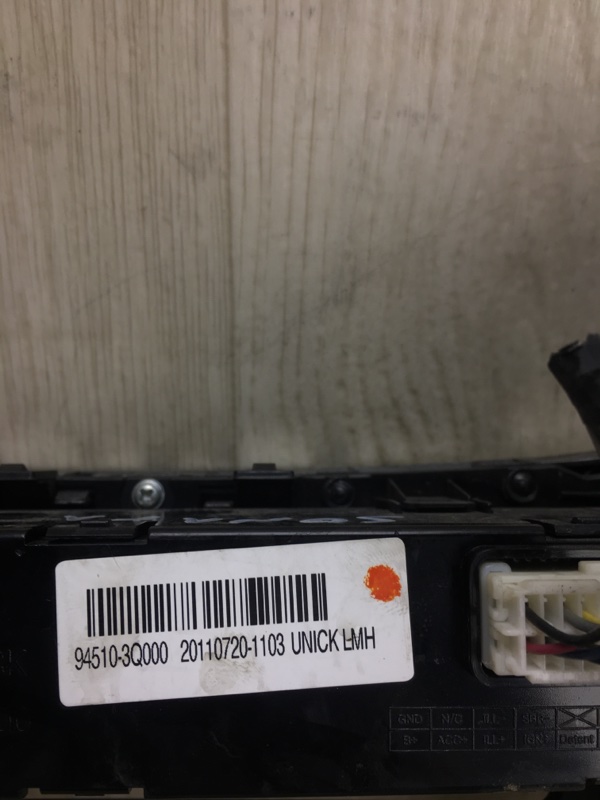 94510-3Q000 20110720-1103 UNICK LMH
GND N/C ILL-
B+ ACC+ ILL+ IGN1 Detent